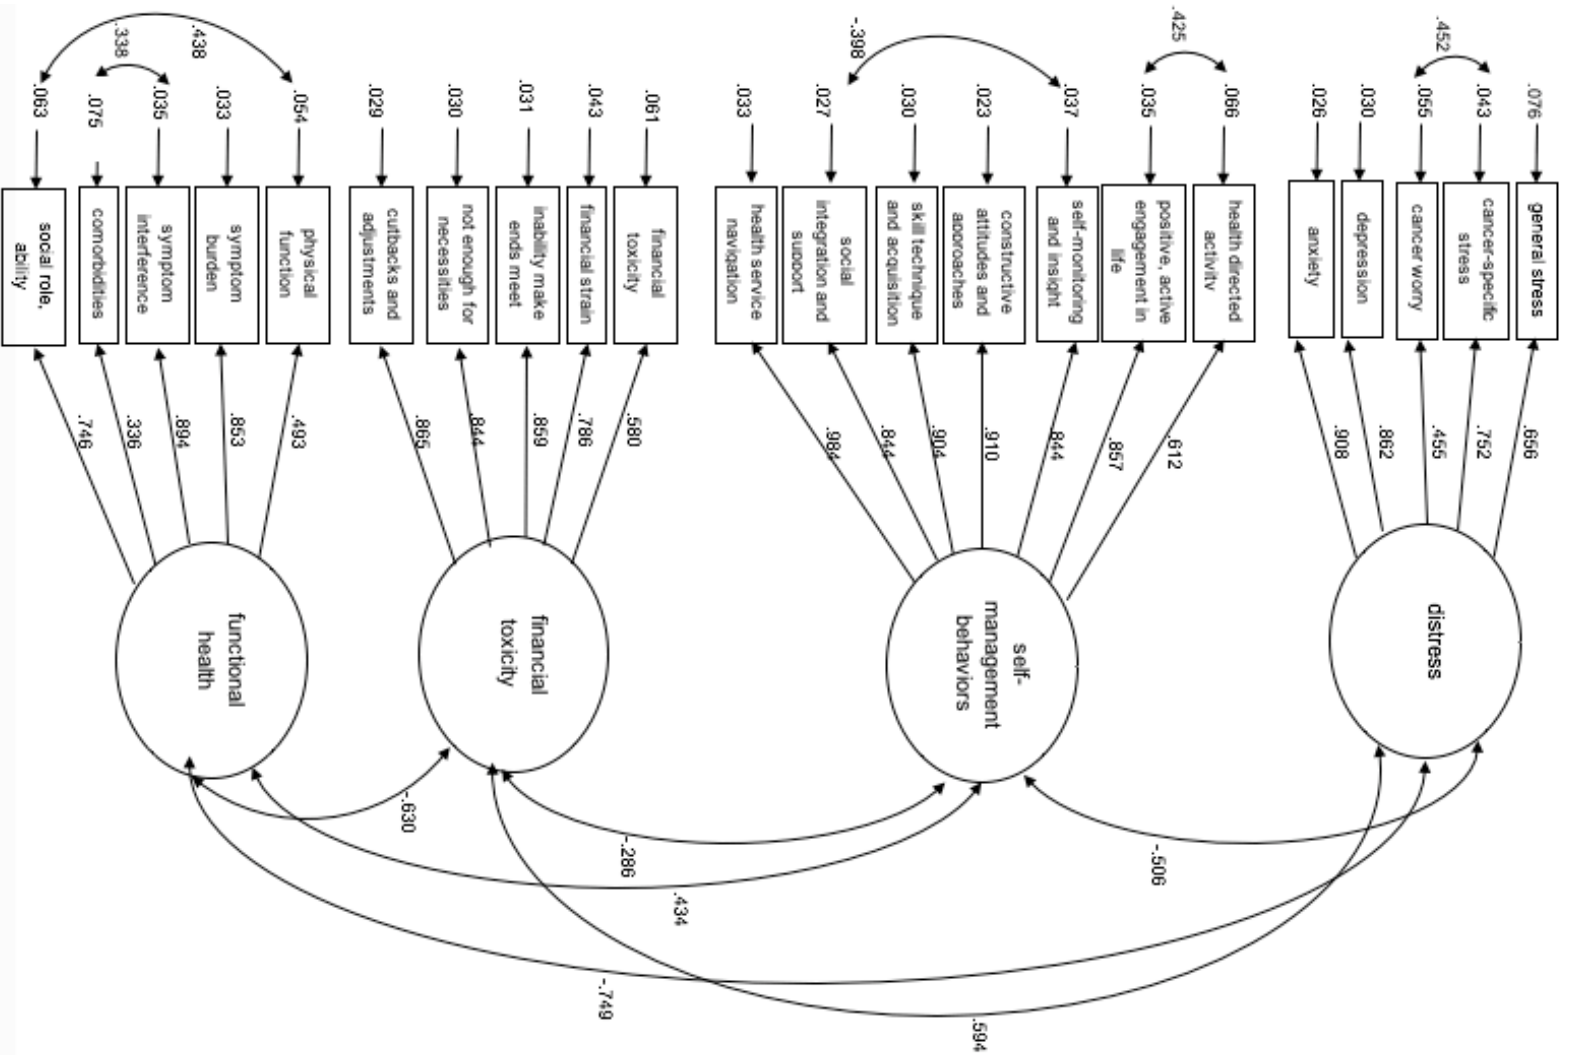 .076
general stress
.656
.452
.043
cancer-specific
stress
.752
.055
cancer worry
.455
.030
depression
.862
.026
anxiety
.908
distress
.425
.066
health directed
activity
.612
.035
positive, active
engagement in
life
.857
.037
self-monitoring
and insight
.844
-.398
.023
constructive
attitudes and
approaches
.910
.030
skill technique
and acquisition
.904
.027
social
integration and
support
.844
.033
health service
navigation
.984
self-
management
behaviors
.061
financial
toxicity
.580
.043
financial strain
.786
.031
inability make
ends meet
.859
.030
not enough for
necessities
.844
.029
cutbacks and
adjustments
.865
financial
toxicity
.054
physical
function
.493
.438
.033
symptom
burden
.853
.035
symptom
interference
.894
.338
.075
comorbidities
.336
.063
social role,
ability
.746
functional
health
-.506
.594
-.434
-.286
-.749
-.630